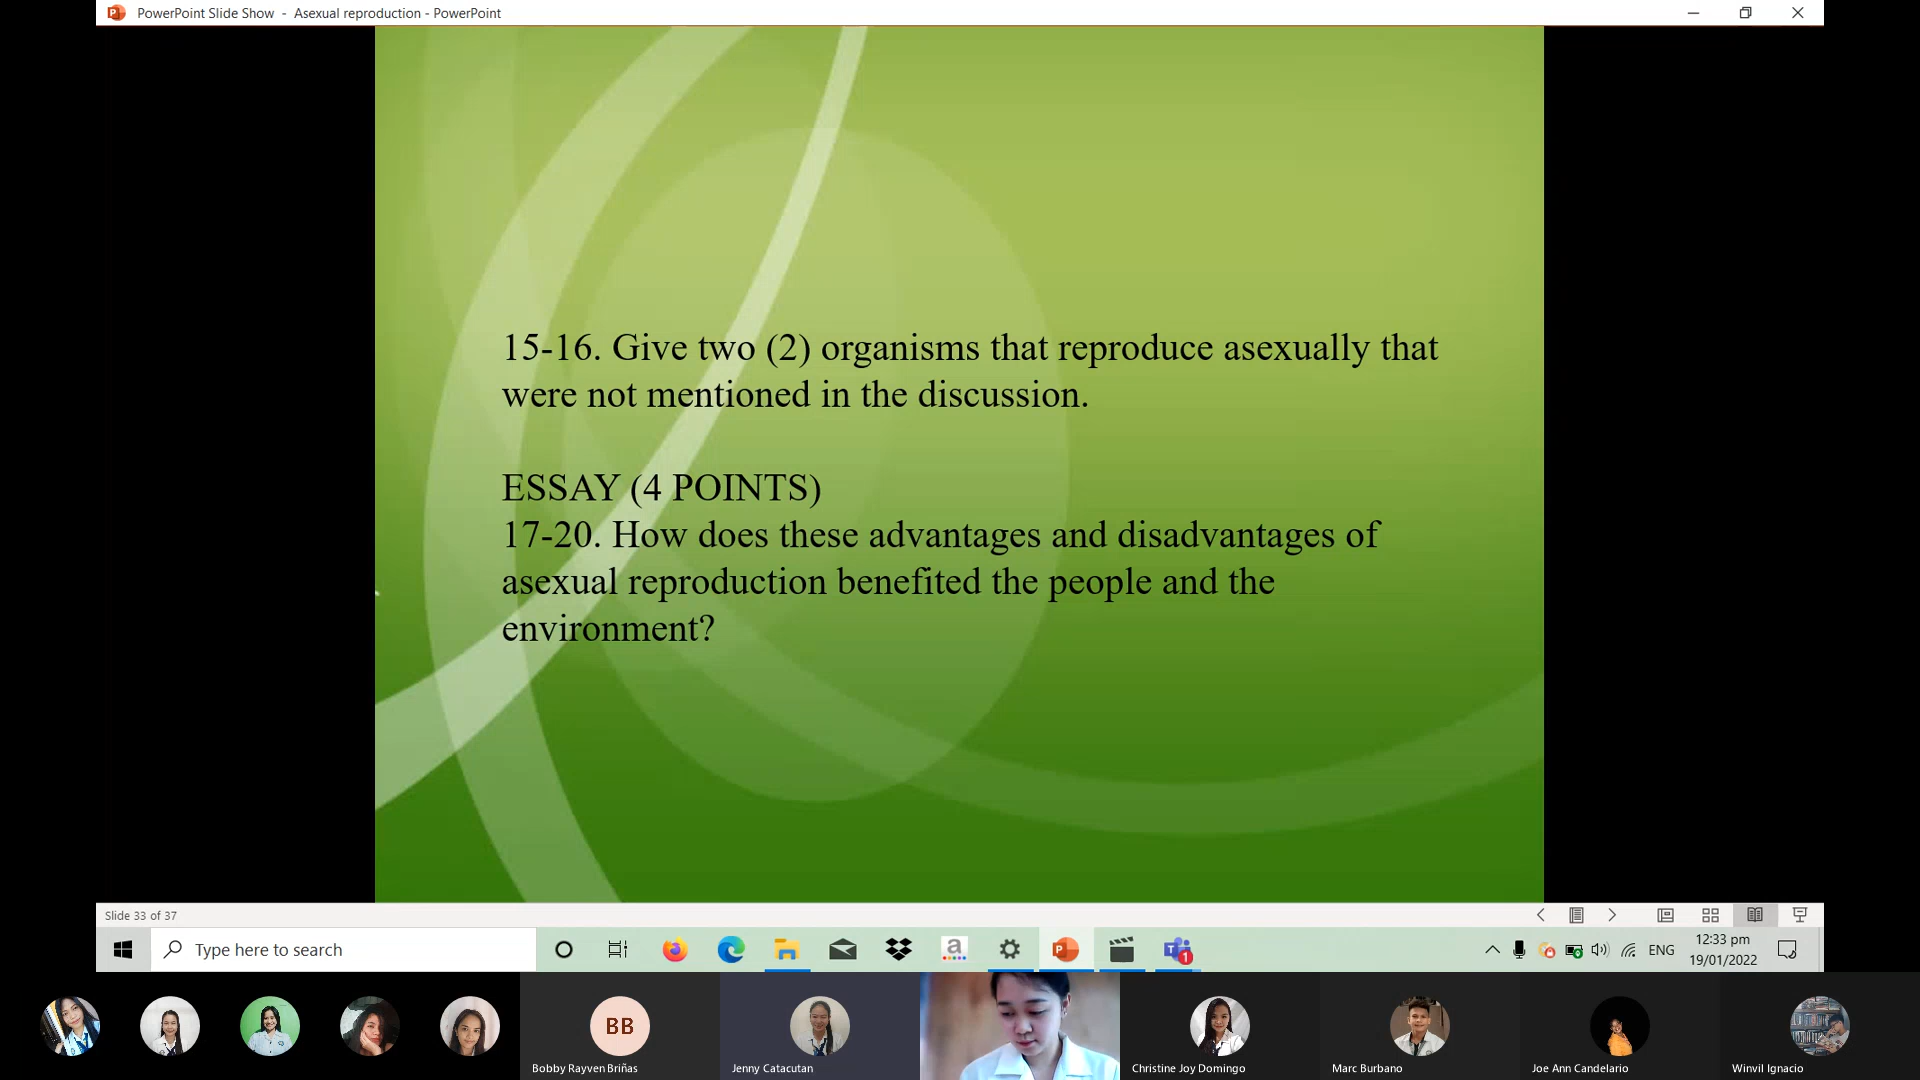 PowerPoint Slide Show - Asexual reproduction - PowerPoint
15-16. Give two (2) organisms that reproduce asexually that
were not mentioned in the discussion.
ESSAY (4 POINTS)
17-20. How does these advantages and disadvantages of
asexual reproduction benefited the people and the
environment?
Slide 33 of 37
Type here to search
a
P
T
1
ENG
12:33 pm
19/01/2022
BB
Bobby Rayven Briñas
Jenny Catacutan
Christine Joy Domingo
Marc Burbano
Joe Ann Candelario
Winvil Ignacio